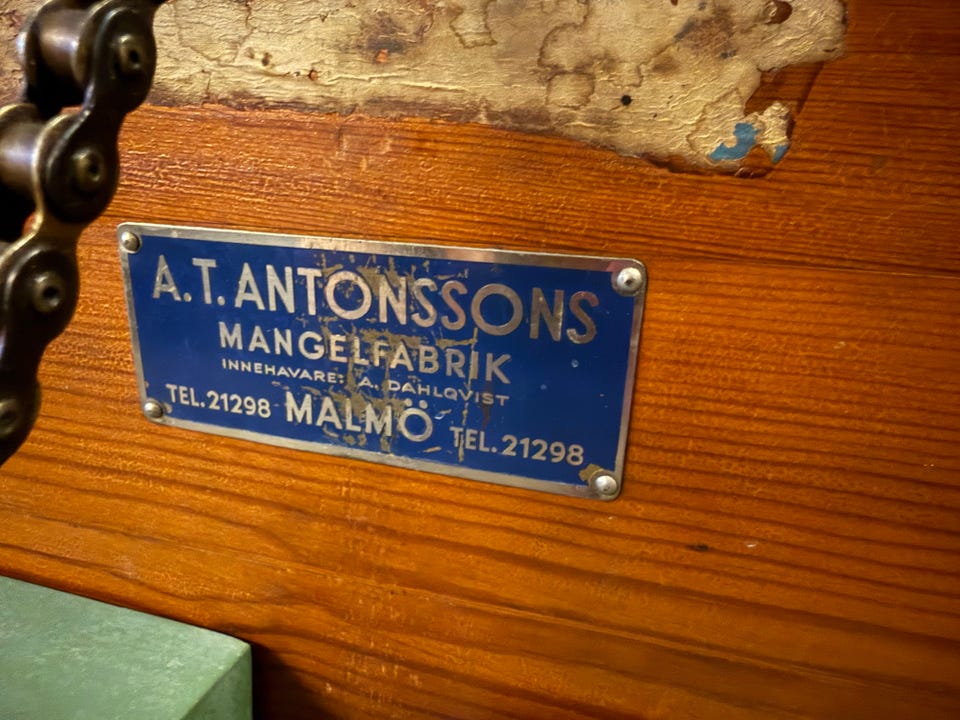 A.T. ANTONSSONS
MANGELFABRIK
INNEHAVARE: A. DAHLQVIST
TEL. 21298 MALMÖ TEL. 21298